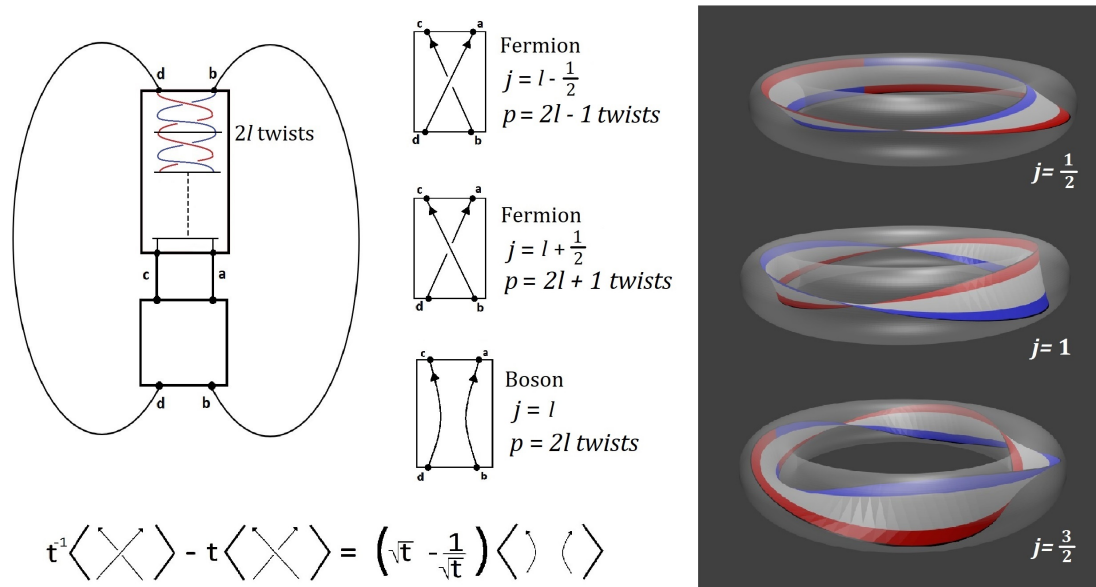 d b
2l twists
c a
d b
c a
d b
Fermion
j = l - 1/2
p = 2l - 1 twists
c a
d b
Fermion
j = l + 1/2
p = 2l + 1 twists
c a
d b
Boson
j = l
p = 2l twists
t⁻¹⟨ ⟩ - t⟨ ⟩ = (√t - 1/√t)⟨ ⟩
j= 1/2
j= 1
j= 3/2